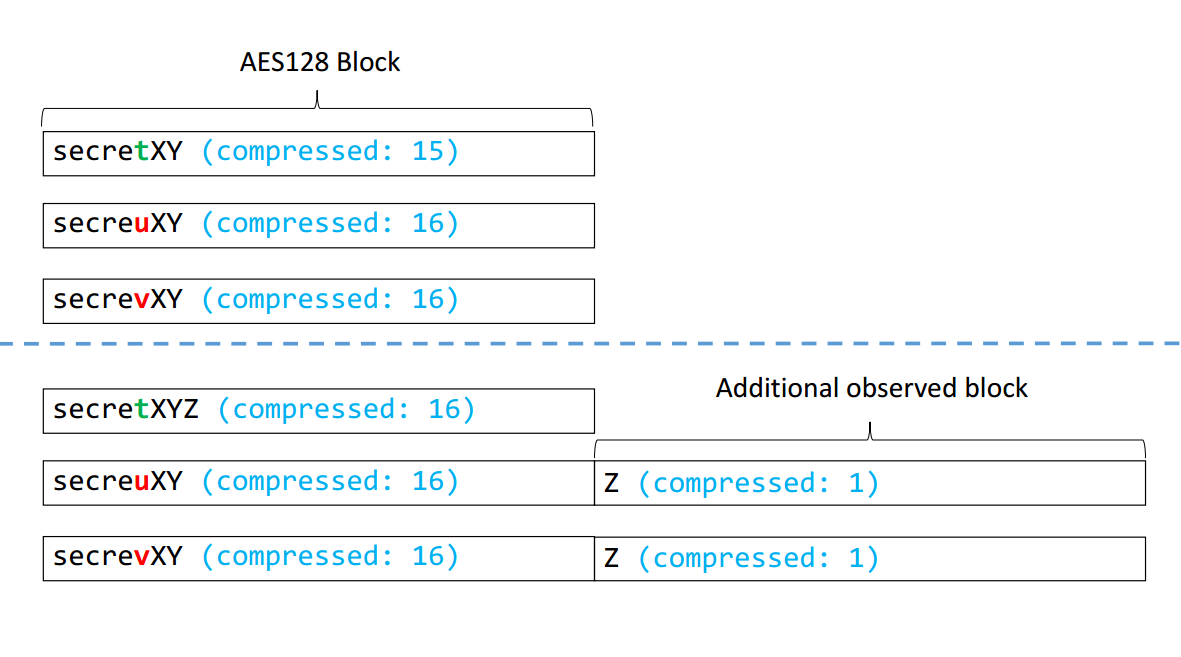 AES128 Block
secretXY (compressed: 15)
secreuXY (compressed: 16)
secrevXY (compressed: 16)
Additional observed block
secretXYZ (compressed: 16)
secreuXY (compressed: 16) Z (compressed: 1)
secrevXY (compressed: 16) Z (compressed: 1)